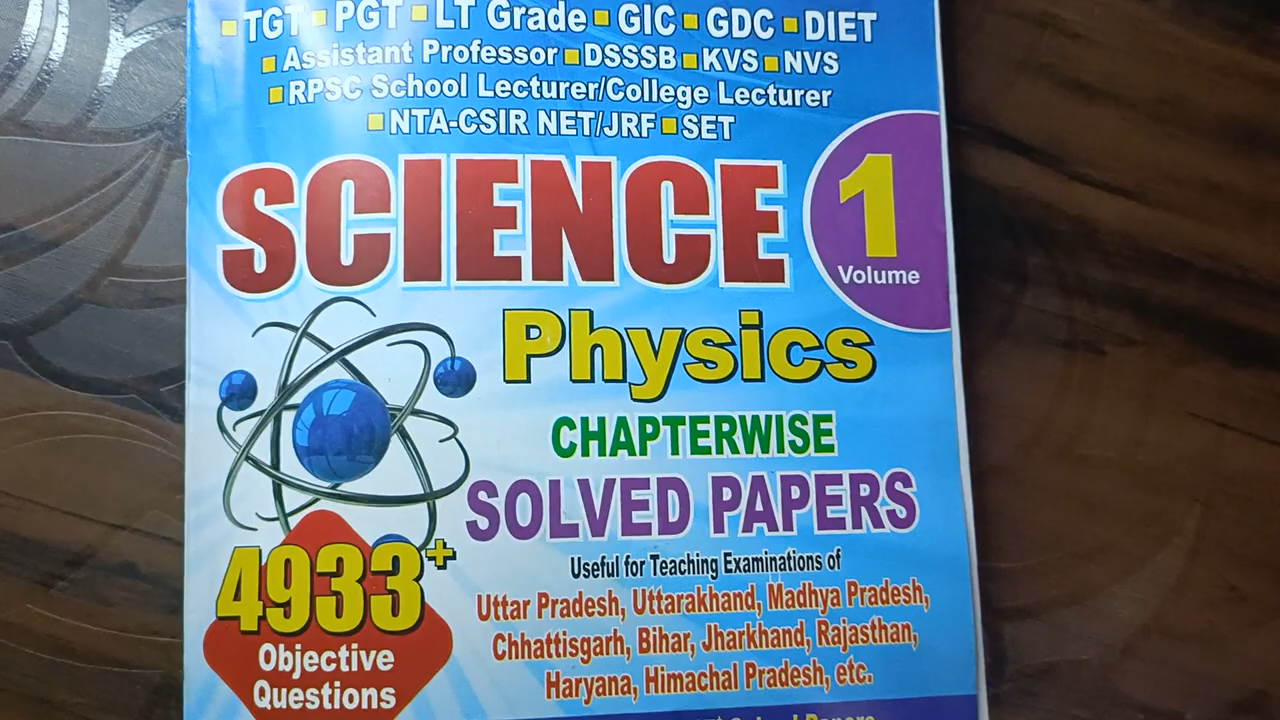 ■TGT ■PGT ■LT Grade ■GIC ■GDC ■DIET
■Assistant Professor ■DSSSB ■KVS ■NVS
■RPSC School Lecturer/College Lecturer
■NTA-CSIR NET/JRF ■SET
SCIENCE
1
Volume
Physics
CHAPTERWISE
SOLVED PAPERS
Useful for Teaching Examinations of
Uttar Pradesh, Uttarakhand, Madhya Pradesh,
Chhattisgarh, Bihar, Jharkhand, Rajasthan,
Haryana, Himachal Pradesh, etc.
4933+
Objective
Questions
Solved Papers